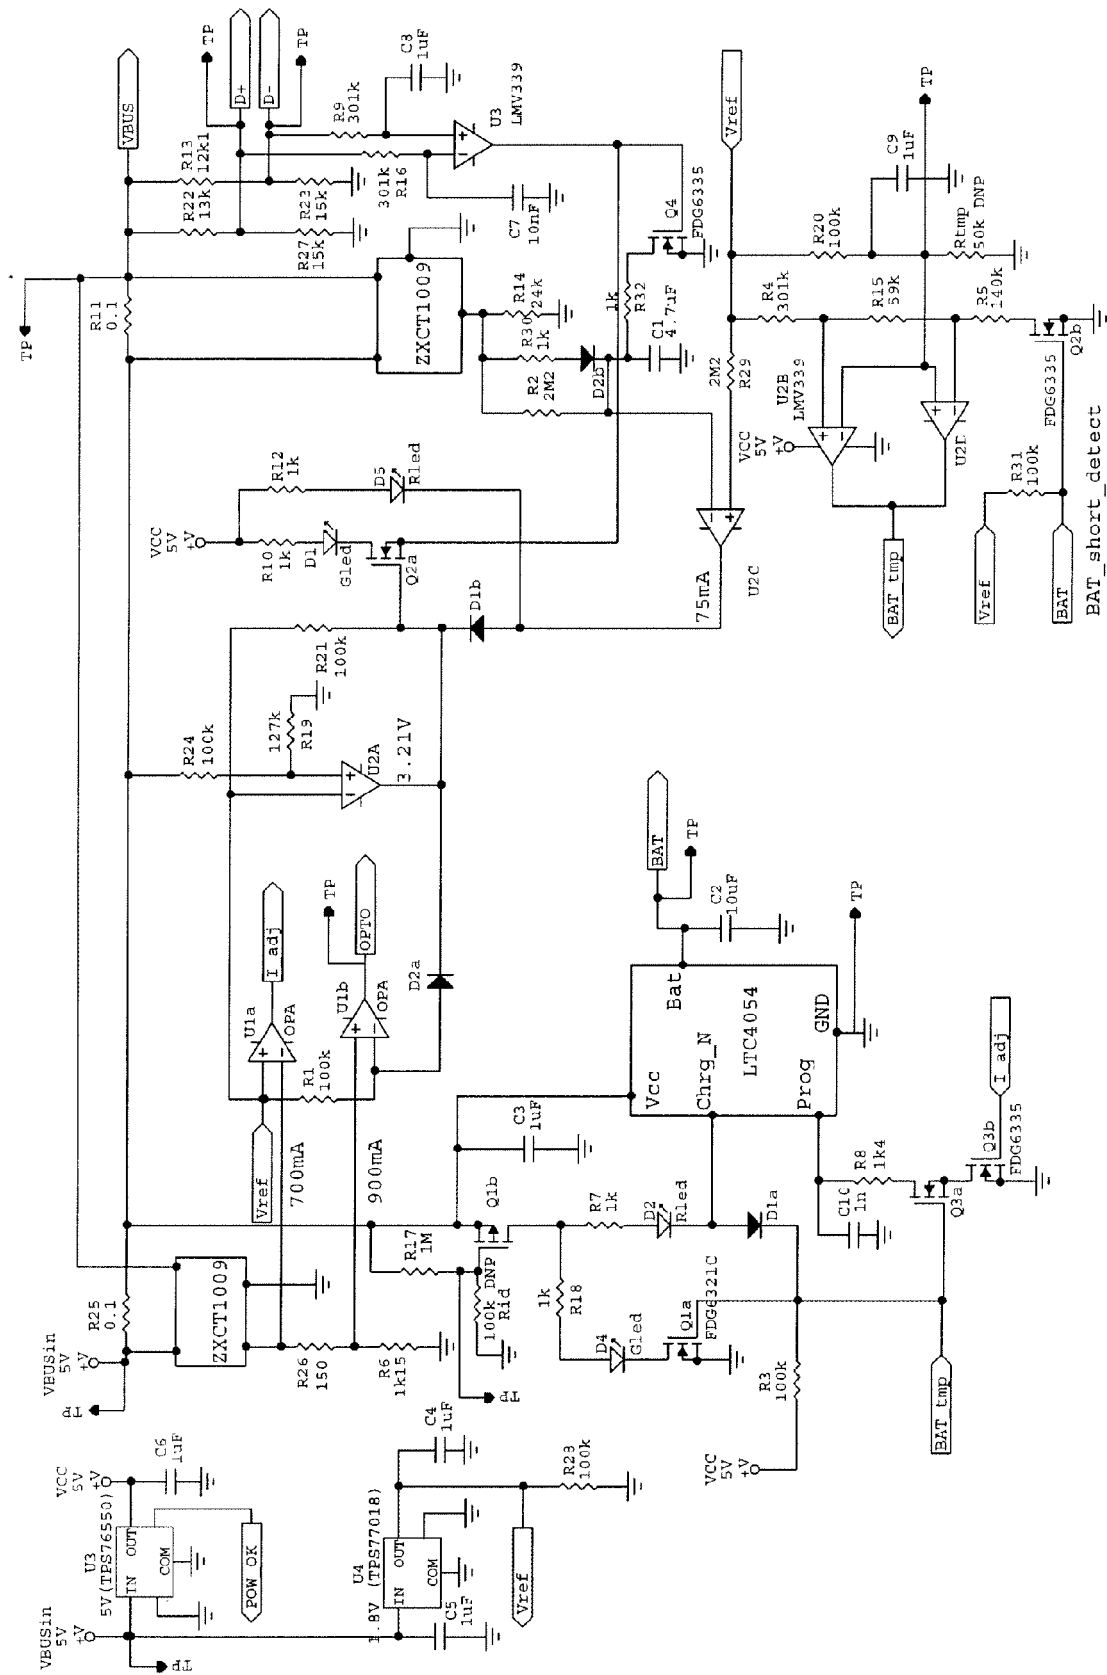 VBUSin
5V
+V
TP
U3
5V(TPS76550)
IN
OUT
COM
POW OK
VCC
5V
+V
C6
1uF
U4
(TPS77018)
IN
OUT
COM
C5
1uF
Vref
C4
1uF
R23
100k
VBUSin
5V
+V
TP
R25
0.1
ZXCT1009
R26
150
R6
1k15
700mA
900mA
Vref
U1a
OPA
I adj
R1
100k
U1b
OPA
OPTO
TP
D2a
R17
1M
DNP
100k
Rid
TP
Q1b
C3
1uF
R7
1k
D2
Rled
1k
R18
D4
Gled
Q1a
FDG6321C
D1a
R3
100k
VCC
5V
+V
BAT tmp
Vcc
Chrg_N
Prog
Bat
GND
LTC4054
BAT
TP
C2
10uF
TP
C10
1n
R8
1k4
Q3a
Q3b
FDG6335
I adj
R24
100k
127k
R19
U2A
3.21V
R21
100k
VCC
5V
+V
R10
1k
D1
Gled
Q2a
R12
1k
D5
Rled
D1b
75mA
U2C
TP
R11
0.1
ZXCT1009
VBUS
R22
13k
R13
12k1
R27
15k
R23
15k
D+
D-
TP
TP
R9
301k
301k
R16
C8
1uF
C7
10nF
U3
LMV339
R14
24k
R30
1k
R2
2M2
D2b
1k
R32
C1
4.7uF
Q4
FDG6335
Vref
2M2
R29
R4
301k
R20
100k
R15
59k
R5
140k
C9
1uF
TP
Rtmp
50k DNP
U2B
LMV339
VCC
5V
+V
BAT tmp
FDG6335
Q2b
R31
100k
Vref
BAT
BAT_short_detect